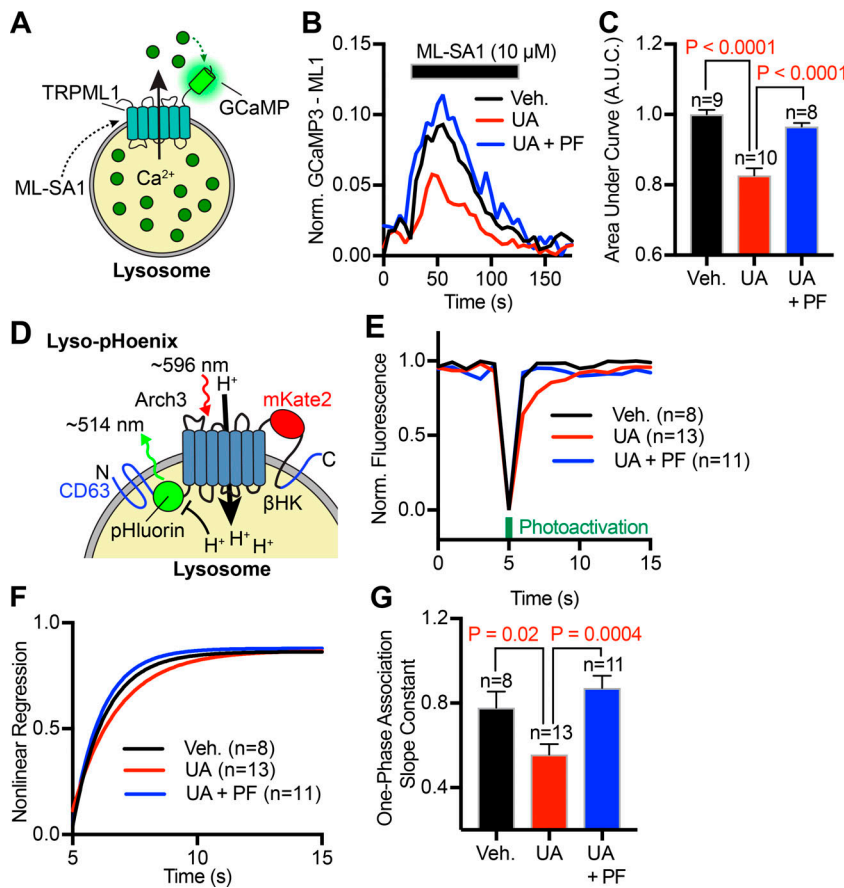 A
TRPML1
GCaMP
ML-SA1
Ca2+
Lysosome
B
Norm. GCaMP3 - ML1
0.15
0.10
0.05
0.00
ML-SA1 (10 μM)
Veh.
UA
UA + PF
0
50
100
150
Time (s)
C
Area Under Curve (A.U.C.)
P < 0.0001
P < 0.0001
1.2
1.0
0.8
0.6
n=9
n=10
n=8
Veh.
UA
UA
+ PF
D
Lyso-pHoenix
~596 nm
H+
Arch3
mKate2
~514 nm
N
CD63
C
βHK
pHluorin
H+ H+ H+
Lysosome
E
Norm. Fluorescence
1.0
0.5
0.0
Veh. (n=8)
UA (n=13)
UA + PF (n=11)
Photoactivation
0
5
10
15
Time (s)
F
Nonlinear Regression
1.0
0.5
0.0
Veh. (n=8)
UA (n=13)
UA + PF (n=11)
5
10
15
Time (s)
G
One-Phase Association
Slope Constant
1.2
0.8
0.4
P = 0.02
P = 0.0004
n=8
n=13
n=11
Veh.
UA
UA
+ PF